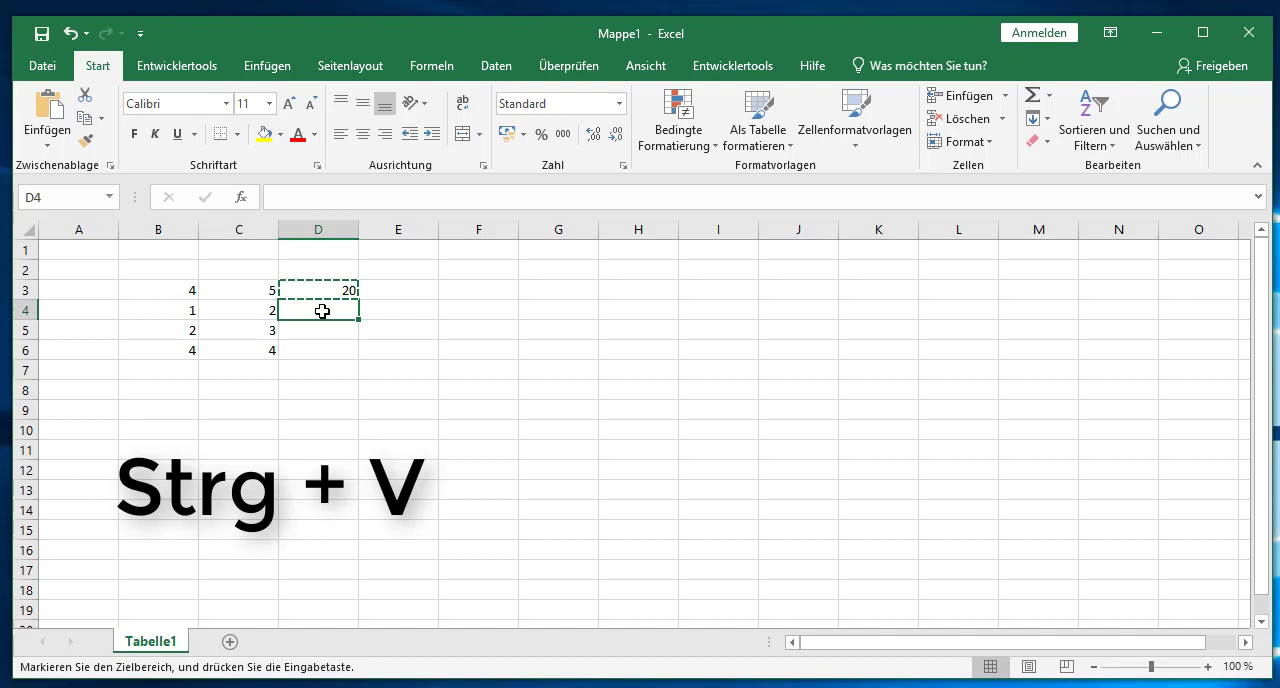 Mappe1 - Excel
Anmelden
Datei Start Entwicklertools Einfügen Seitenlayout Formeln Daten Überprüfen Ansicht Entwicklertools Hilfe Was möchten Sie tun? Freigeben
Einfügen
Zwischenablage
Calibri 11
F K U A
Schriftart
ab
Ausrichtung
Standard
% 000
Zahl
Bedingte Formatierung
Als Tabelle formatieren
Zellenformatvorlagen
Formatvorlagen
Einfügen
Löschen
Format
Zellen
Sortieren und Filtern
Suchen und Auswählen
Bearbeiten
D4 fx
A B C D E F G H I J K L M N O
1
2
3 4 5 20
4 1 2
5 2 3
6 4 4
7
8
9
10
11
12
13
14
15
16
17
18
19
Strg + V
Tabelle1
Markieren Sie den Zielbereich, und drücken Sie die Eingabetaste.
100 %